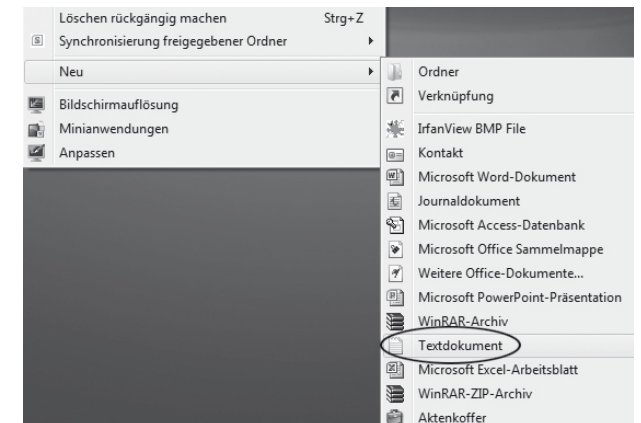 Löschen rückgängig machen Strg+Z
Synchronisierung freigegebener Ordner
Neu
Bildschirmauflösung
Minianwendungen
Anpassen
Ordner
Verknüpfung
IrfanView BMP File
Kontakt
Microsoft Word-Dokument
Journaldokument
Microsoft Access-Datenbank
Microsoft Office Sammelmappe
Weitere Office-Dokumente...
Microsoft PowerPoint-Präsentation
WinRAR-Archiv
Textdokument
Microsoft Excel-Arbeitsblatt
WinRAR-ZIP-Archiv
Aktenkoffer